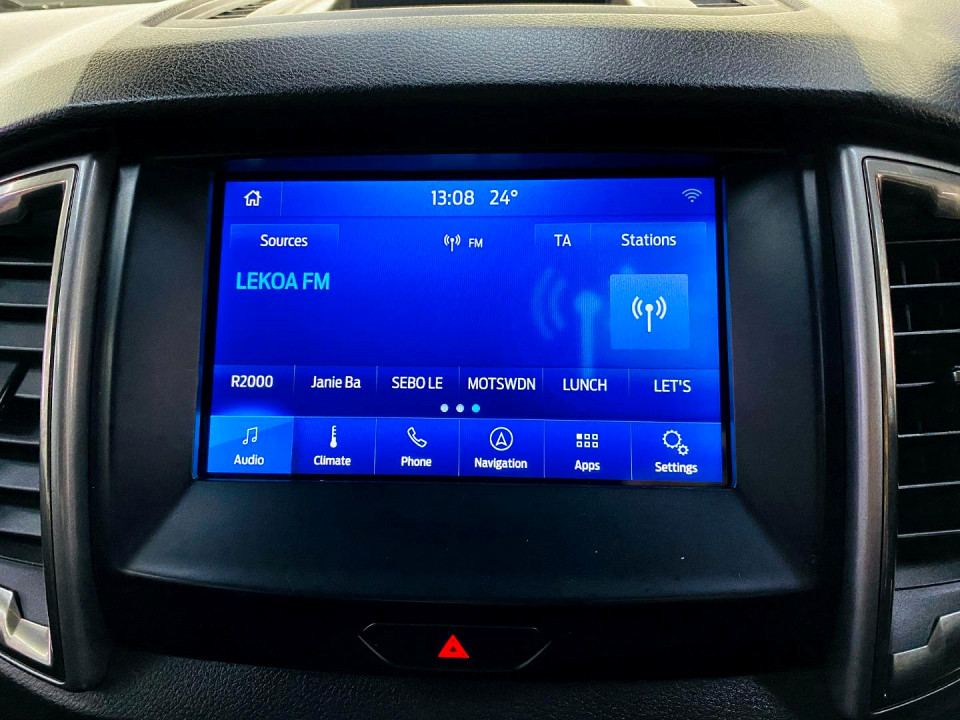 13:08 24°
Sources FM TA Stations
LEKOA FM
R2000 Janie Ba SEBO LE MOTSWDN LUNCH LET'S
Audio Climate Phone Navigation Apps Settings